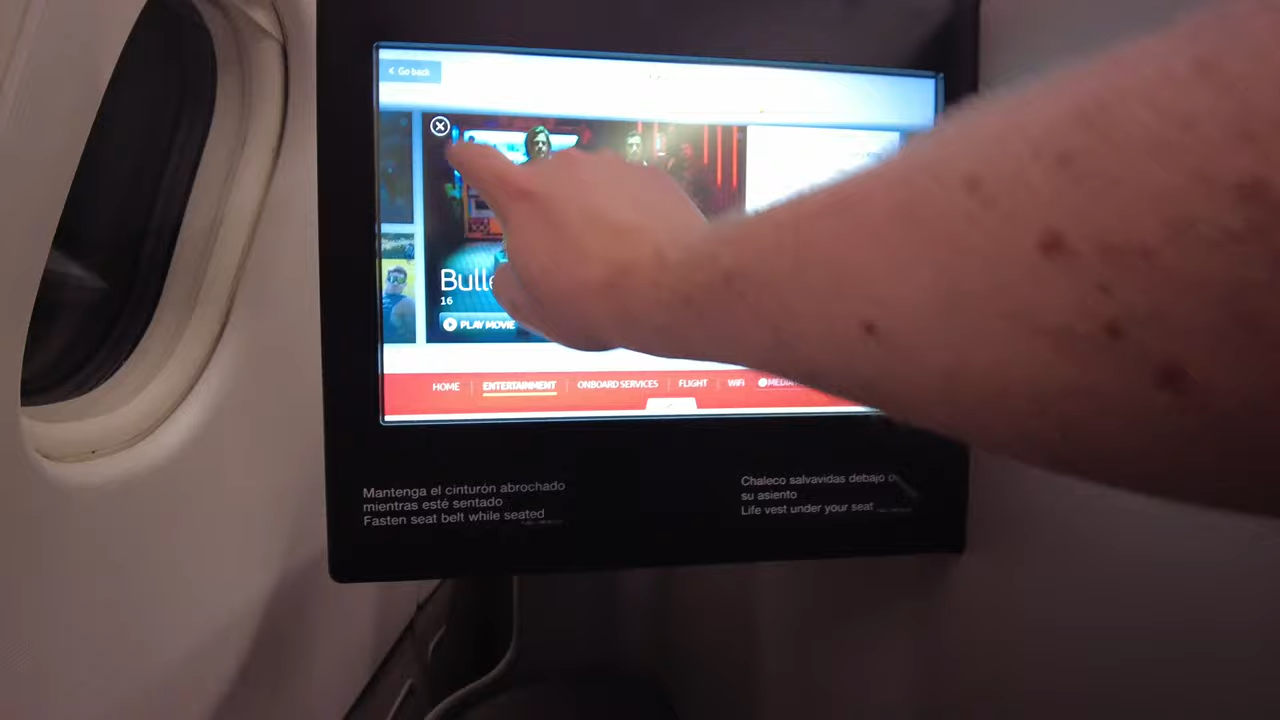 Go back
Bulle
16
PLAY MOVIE
HOME
ENTERTAINMENT
ONBOARD SERVICES
FLIGHT
WiFi
MEDIA
Mantenga el cinturón abrochado
mientras esté sentado
Fasten seat belt while seated
Chaleco salvavidas debajo
su asiento
Life vest under your seat